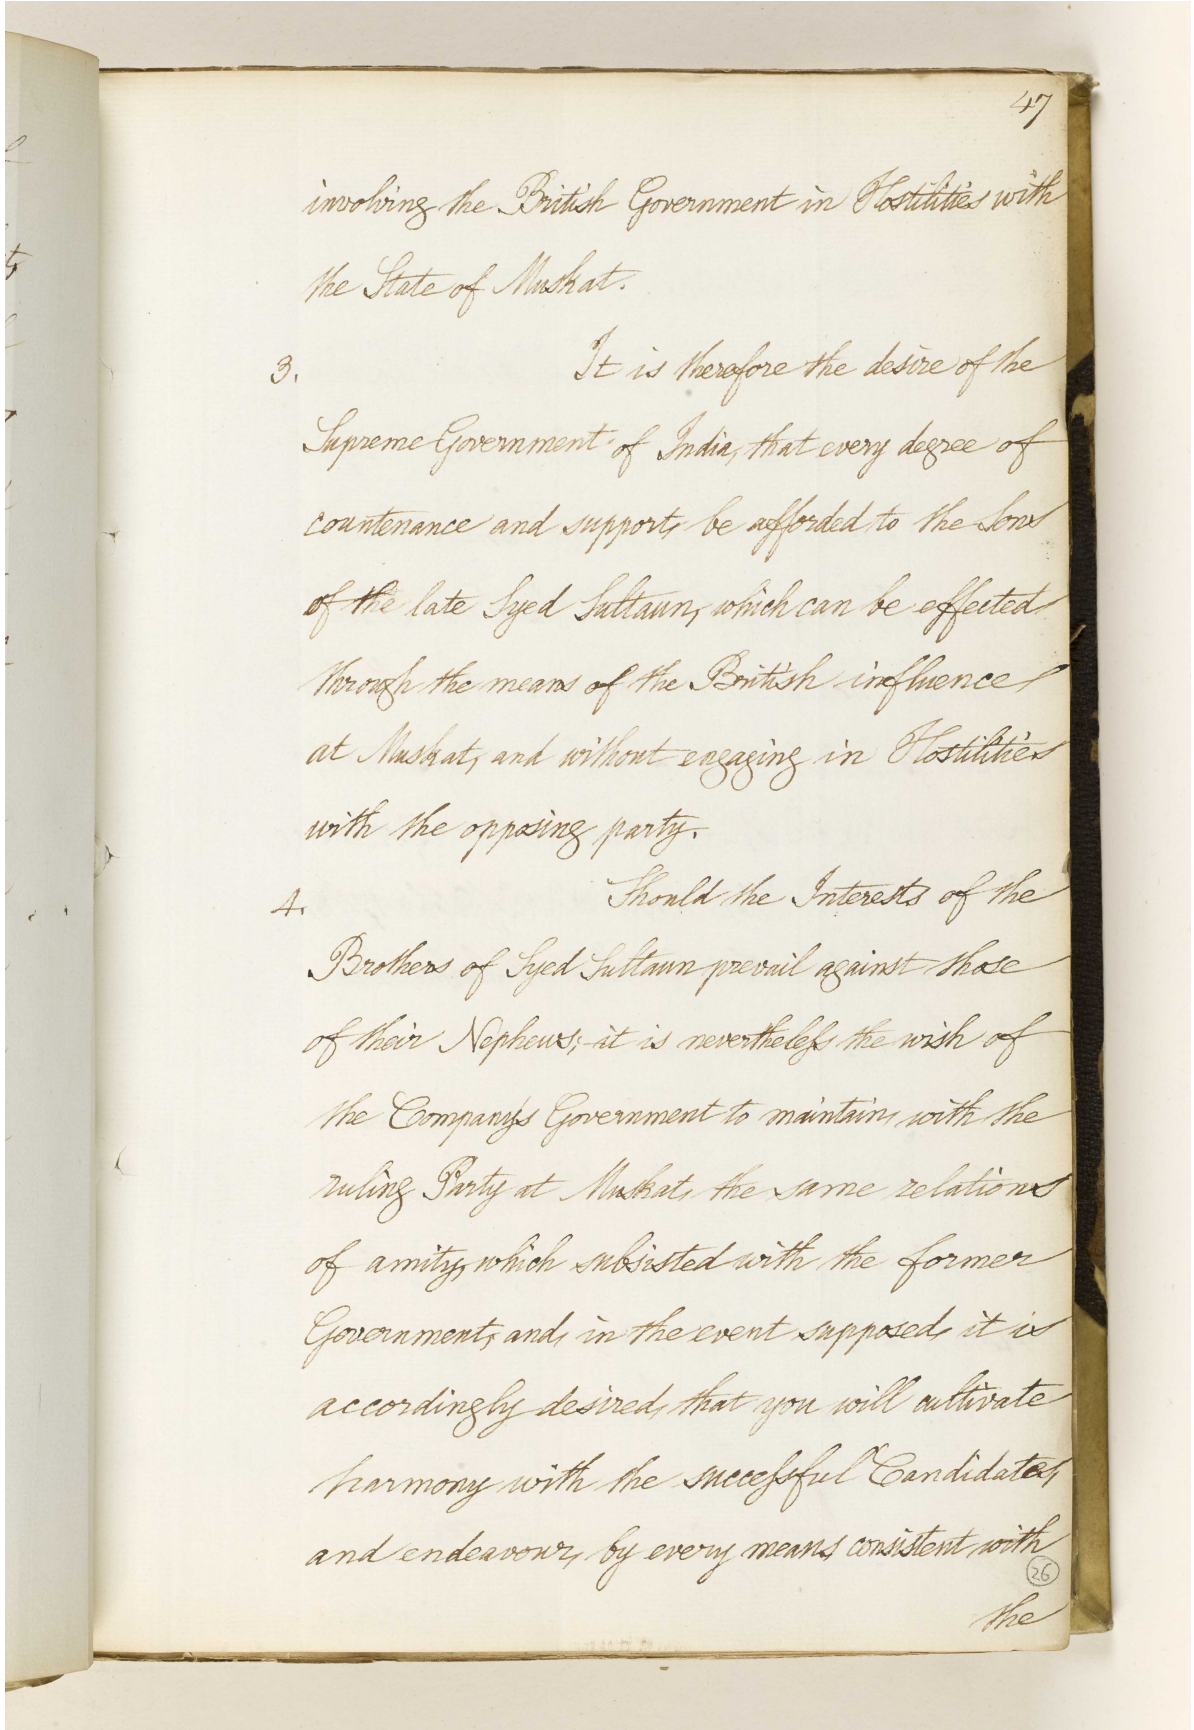 47
involving the British Government in Hostilities with
the State of Muskat.
3. It is therefore the desire of the
Supreme Government of India, that every degree of
countenance and support, be afforded to the Sons
of the late Syed Sultaun, which can be effected
through the means of the British influence
at Muskat, and without engaging in Hostilities
with the opposing party.
4. Should the Interests of the
Brothers of Syed Sultaun prevail against those
of their Nephews; it is nevertheleſs the wish of
the Company's Government to maintain, with the
ruling Party at Muskat, the same relations
of amity, which subsisted with the former
Government, and, in the event supposed, it is
accordingly desired, that you will cultivate
harmony with the succeſsful Candidates,
and endeavour, by every means, consistent with
26
the